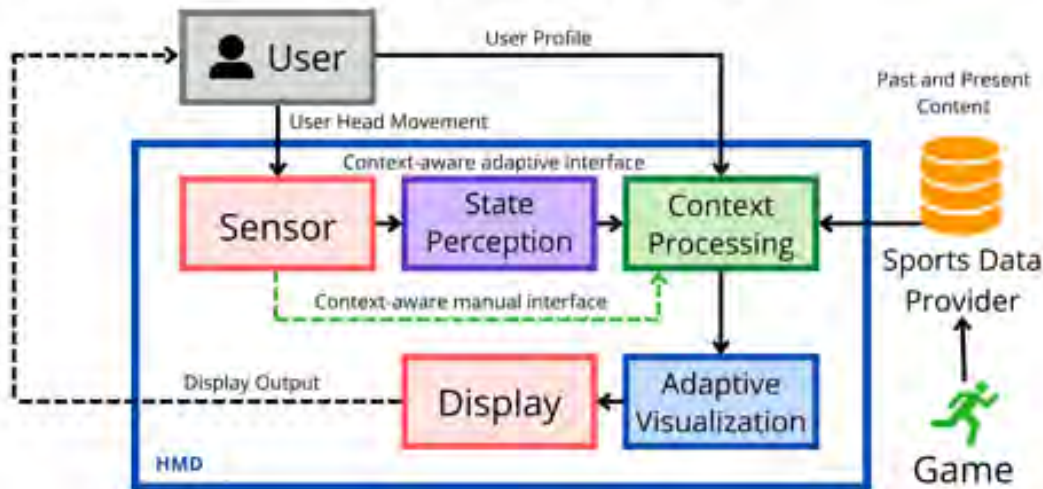 User
User Profile
Past and Present
Content
User Head Movement
Context-aware adaptive interface
Sensor
State
Perception
Context
Processing
Sports Data
Provider
Context-aware manual interface
Display Output
Display
Adaptive
Visualization
HMD
Game